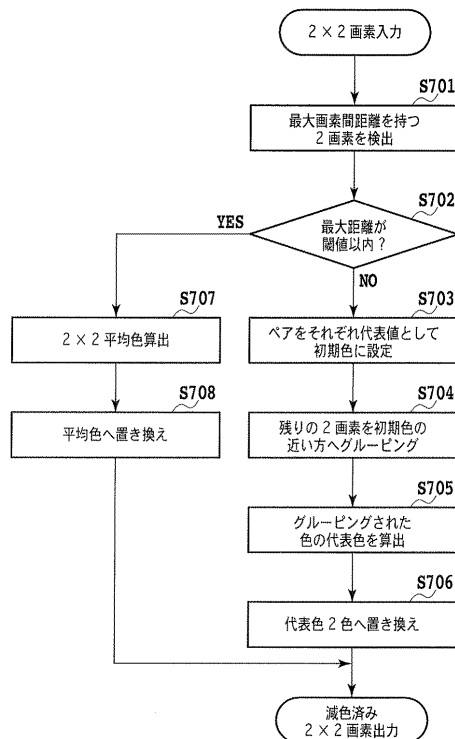 2×2画素入力
S701
最大画素間距離を持つ
2画素を検出
S702
最大距離が
閾値以内?
YES
NO
S703
ペアをそれぞれ代表値として
初期色に設定
S704
残りの2画素を初期色の
近い方へグルーピング
S705
グルーピングされた
色の代表色を算出
S706
代表色2色へ置き換え
S707
2×2平均色算出
S708
平均色へ置き換え
減色済み
2×2画素出力